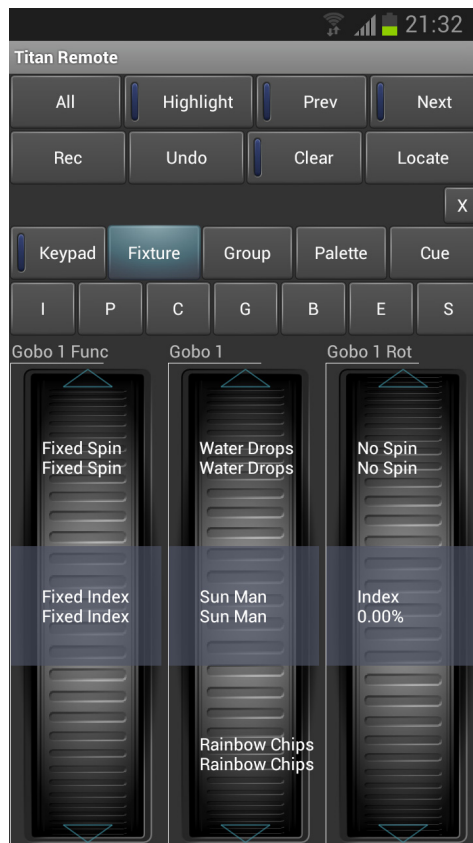 21:32
Titan Remote
All Highlight Prev Next
Rec Undo Clear Locate
X
Keypad Fixture Group Palette Cue
I P C G B E S
Gobo 1 Func Gobo 1 Gobo 1 Rot
Fixed Spin Water Drops No Spin
Fixed Spin Water Drops No Spin
Fixed Index Sun Man Index
Fixed Index Sun Man 0.00%
Rainbow Chips
Rainbow Chips